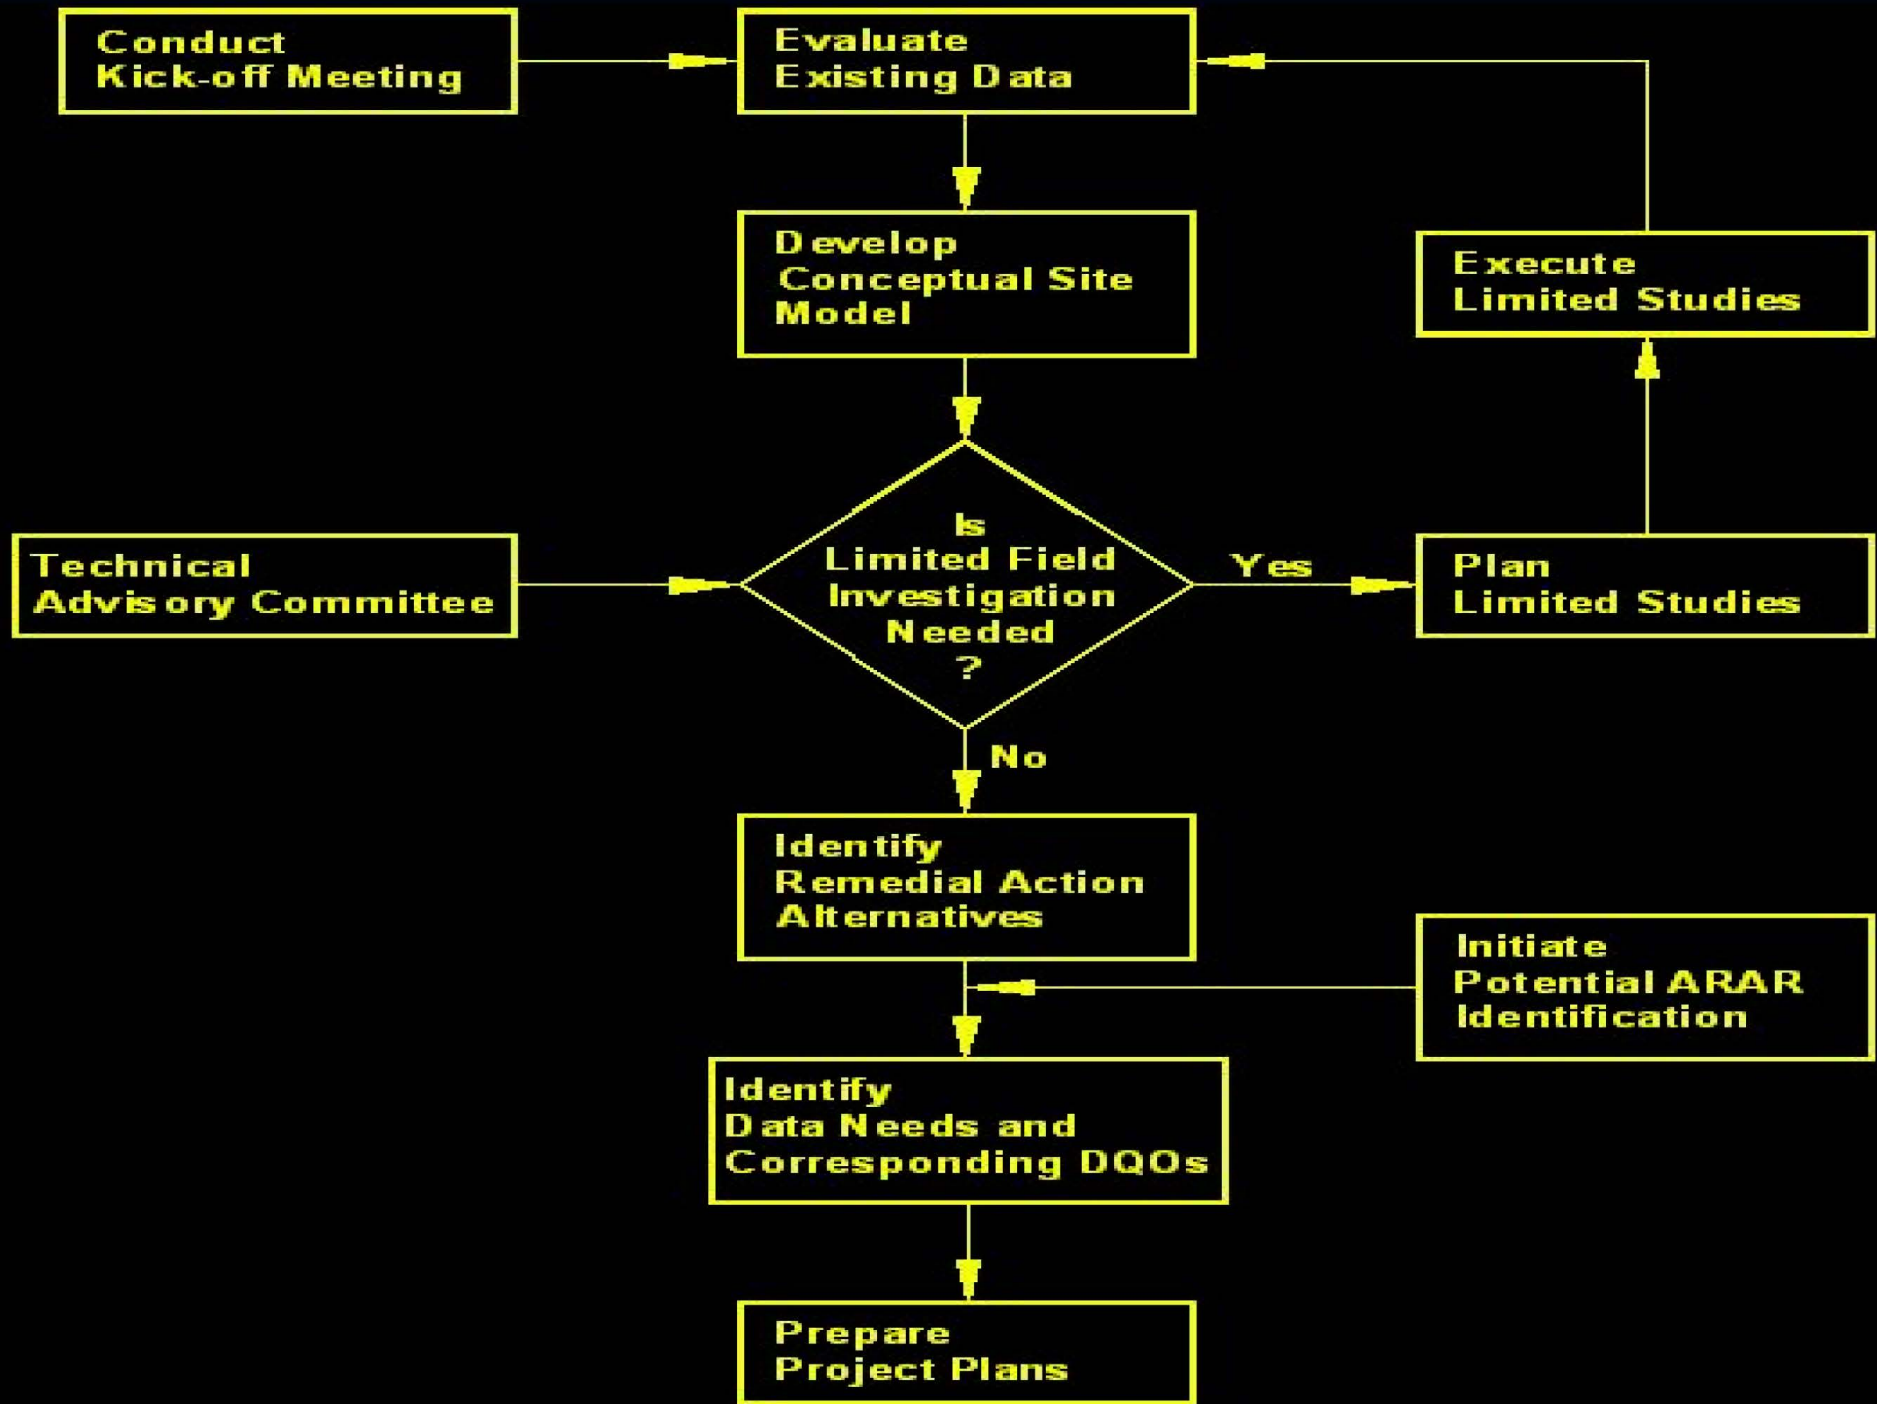 Conduct
Kick-off Meeting
Evaluate
Existing Data
Develop
Conceptual Site
Model
Execute
Limited Studies
Technical
Advisory Committee
Is
Limited Field
Investigation
Needed
?
Yes
Plan
Limited Studies
No
Identify
Remedial Action
Alternatives
Initiate
Potential ARAR
Identification
Identify
Data Needs and
Corresponding DQOs
Prepare
Project Plans